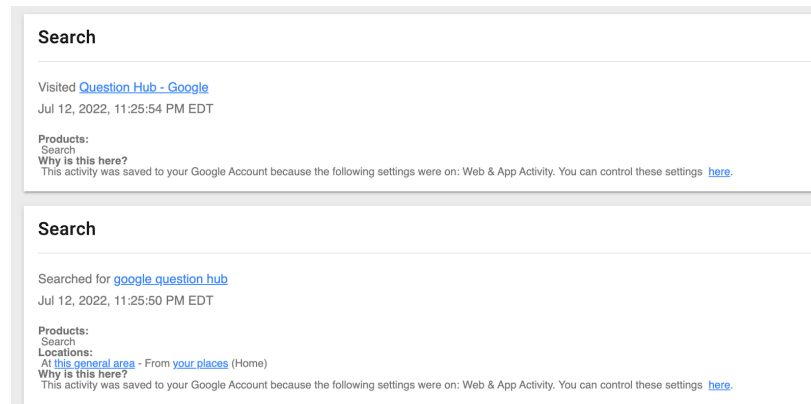 Search
Visited Question Hub - Google
Jul 12, 2022, 11:25:54 PM EDT
Products:
Search
Why is this here?
This activity was saved to your Google Account because the following settings were on: Web & App Activity. You can control these settings here.
Search
Searched for google question hub
Jul 12, 2022, 11:25:50 PM EDT
Products:
Search
Locations:
At this general area - From your places (Home)
Why is this here?
This activity was saved to your Google Account because the following settings were on: Web & App Activity. You can control these settings here.